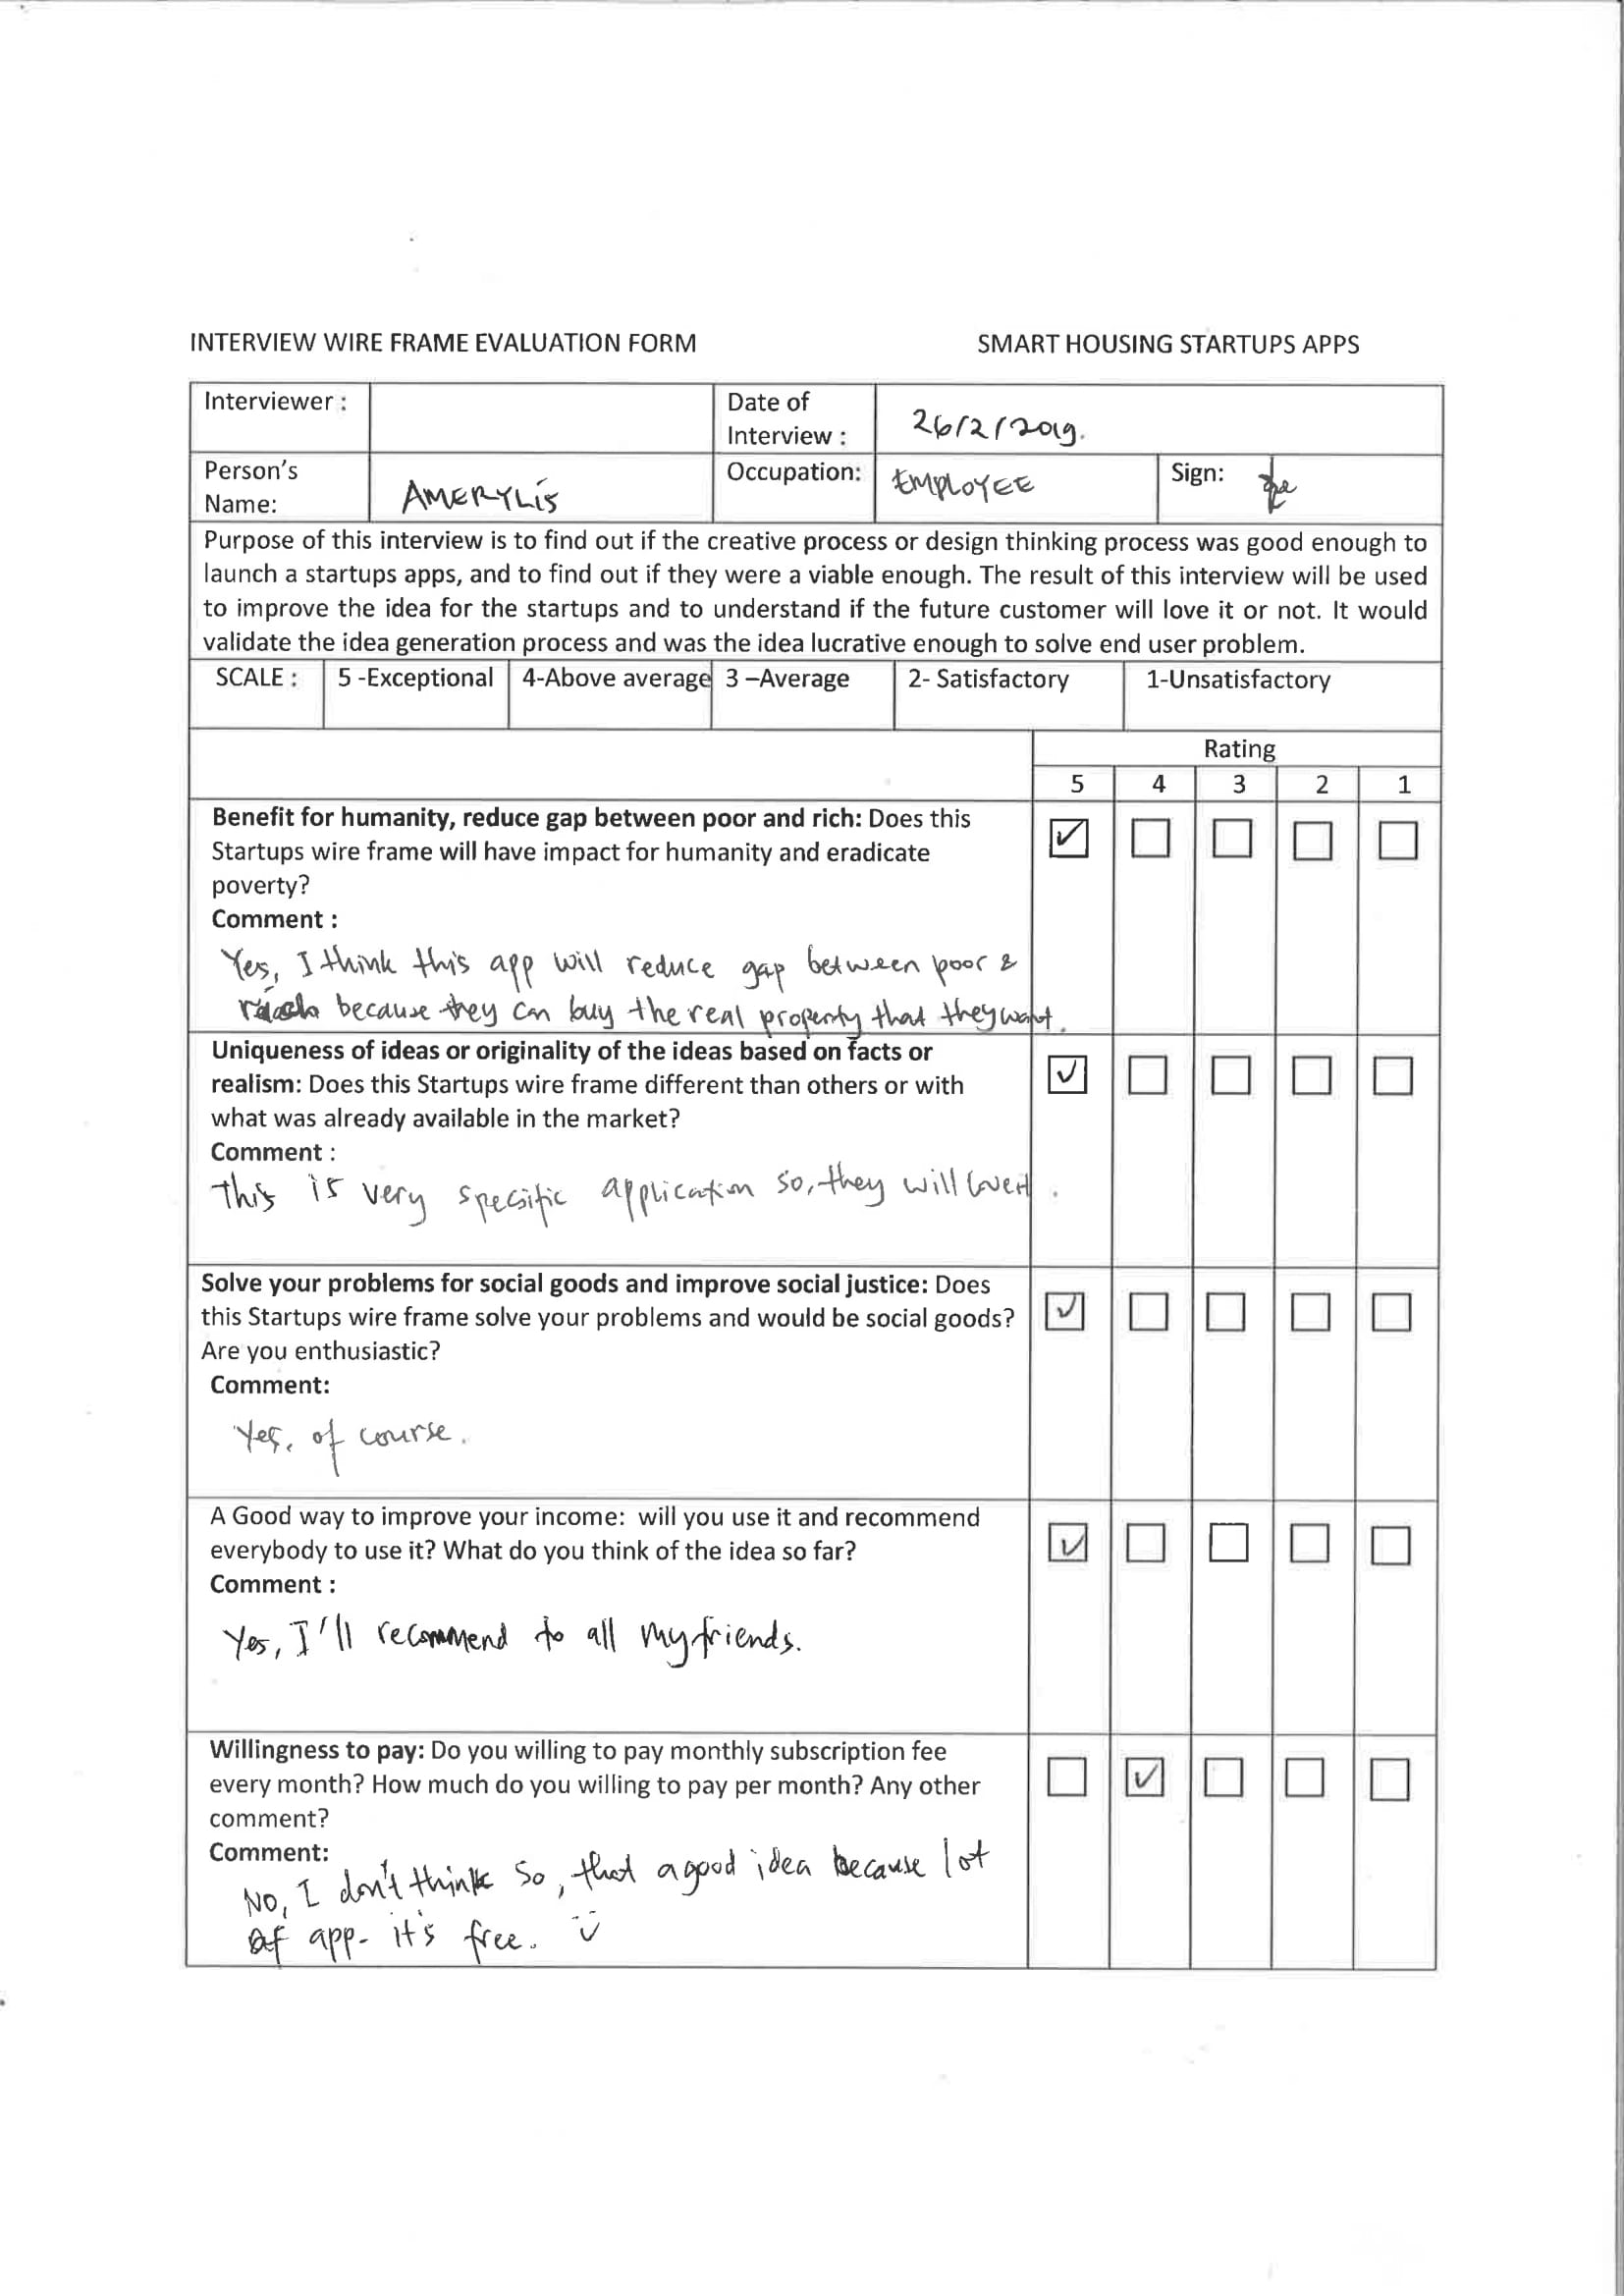 INTERVIEW WIRE FRAME EVALUATION FORM SMART HOUSING STARTUPS APPS
Interviewer : Date of
Interview : 26/2/2019.
Person's
Name: AMERYLIS Occupation: EMPLOYEE Sign:
Purpose of this interview is to find out if the creative process or design thinking process was good enough to
launch a startups apps, and to find out if they were a viable enough. The result of this interview will be used
to improve the idea for the startups and to understand if the future customer will love it or not. It would
validate the idea generation process and was the idea lucrative enough to solve end user problem.
SCALE : 5 -Exceptional 4-Above average 3 –Average 2- Satisfactory 1-Unsatisfactory
Rating
5 4 3 2 1
Benefit for humanity, reduce gap between poor and rich: Does this
Startups wire frame will have impact for humanity and eradicate
poverty?
Comment :
Yes, I think this app will reduce gap between poor &
because they can buy the real property that they want.
Uniqueness of ideas or originality of the ideas based on facts or
realism: Does this Startups wire frame different than others or with
what was already available in the market?
Comment :
This is very spesific application so, they will love it.
Solve your problems for social goods and improve social justice: Does
this Startups wire frame solve your problems and would be social goods?
Are you enthusiastic?
Comment:
Yes, of course.
A Good way to improve your income: will you use it and recommend
everybody to use it? What do you think of the idea so far?
Comment :
Yes, I'll recommend to all my friends.
Willingness to pay: Do you willing to pay monthly subscription fee
every month? How much do you willing to pay per month? Any other
comment?
Comment:
No, I don't think so, that a good idea because lot
of app. it's free.